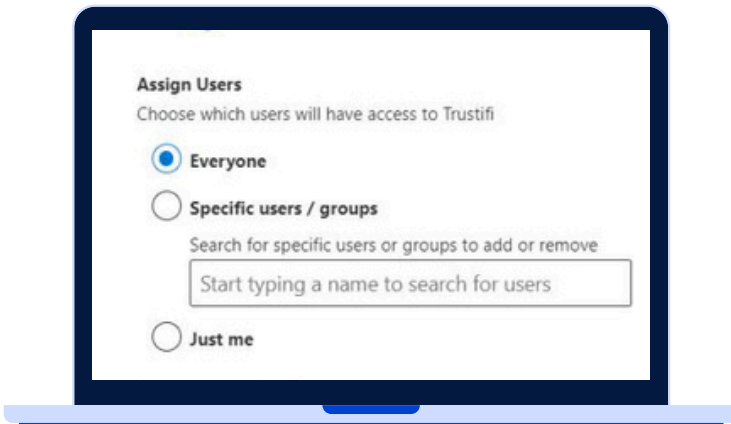 Assign Users
Choose which users will have access to Trustifi
Everyone
Specific users / groups
Search for specific users or groups to add or remove
Start typing a name to search for users
Just me